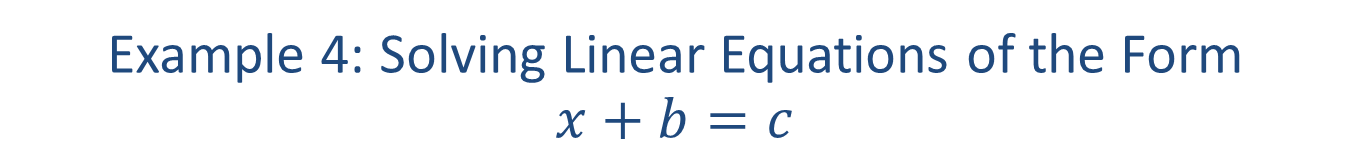 Example 4: Solving Linear Equations of the Form
x + b = c